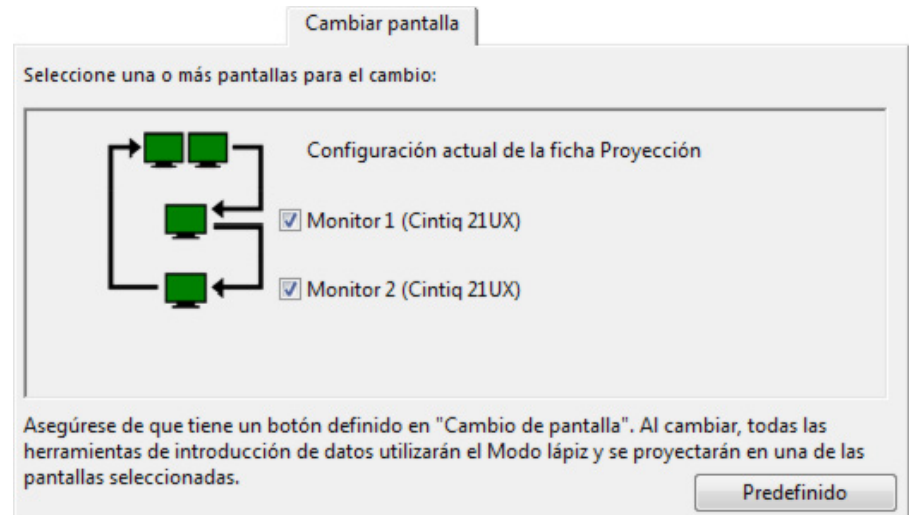 Cambiar pantalla
Seleccione una o más pantallas para el cambio:
Configuración actual de la ficha Proyección
Monitor 1 (Cintiq 21UX)
Monitor 2 (Cintiq 21UX)
Asegúrese de que tiene un botón definido en "Cambio de pantalla". Al cambiar, todas las
herramientas de introducción de datos utilizarán el Modo lápiz y se proyectarán en una de las
pantallas seleccionadas.
Predefinido